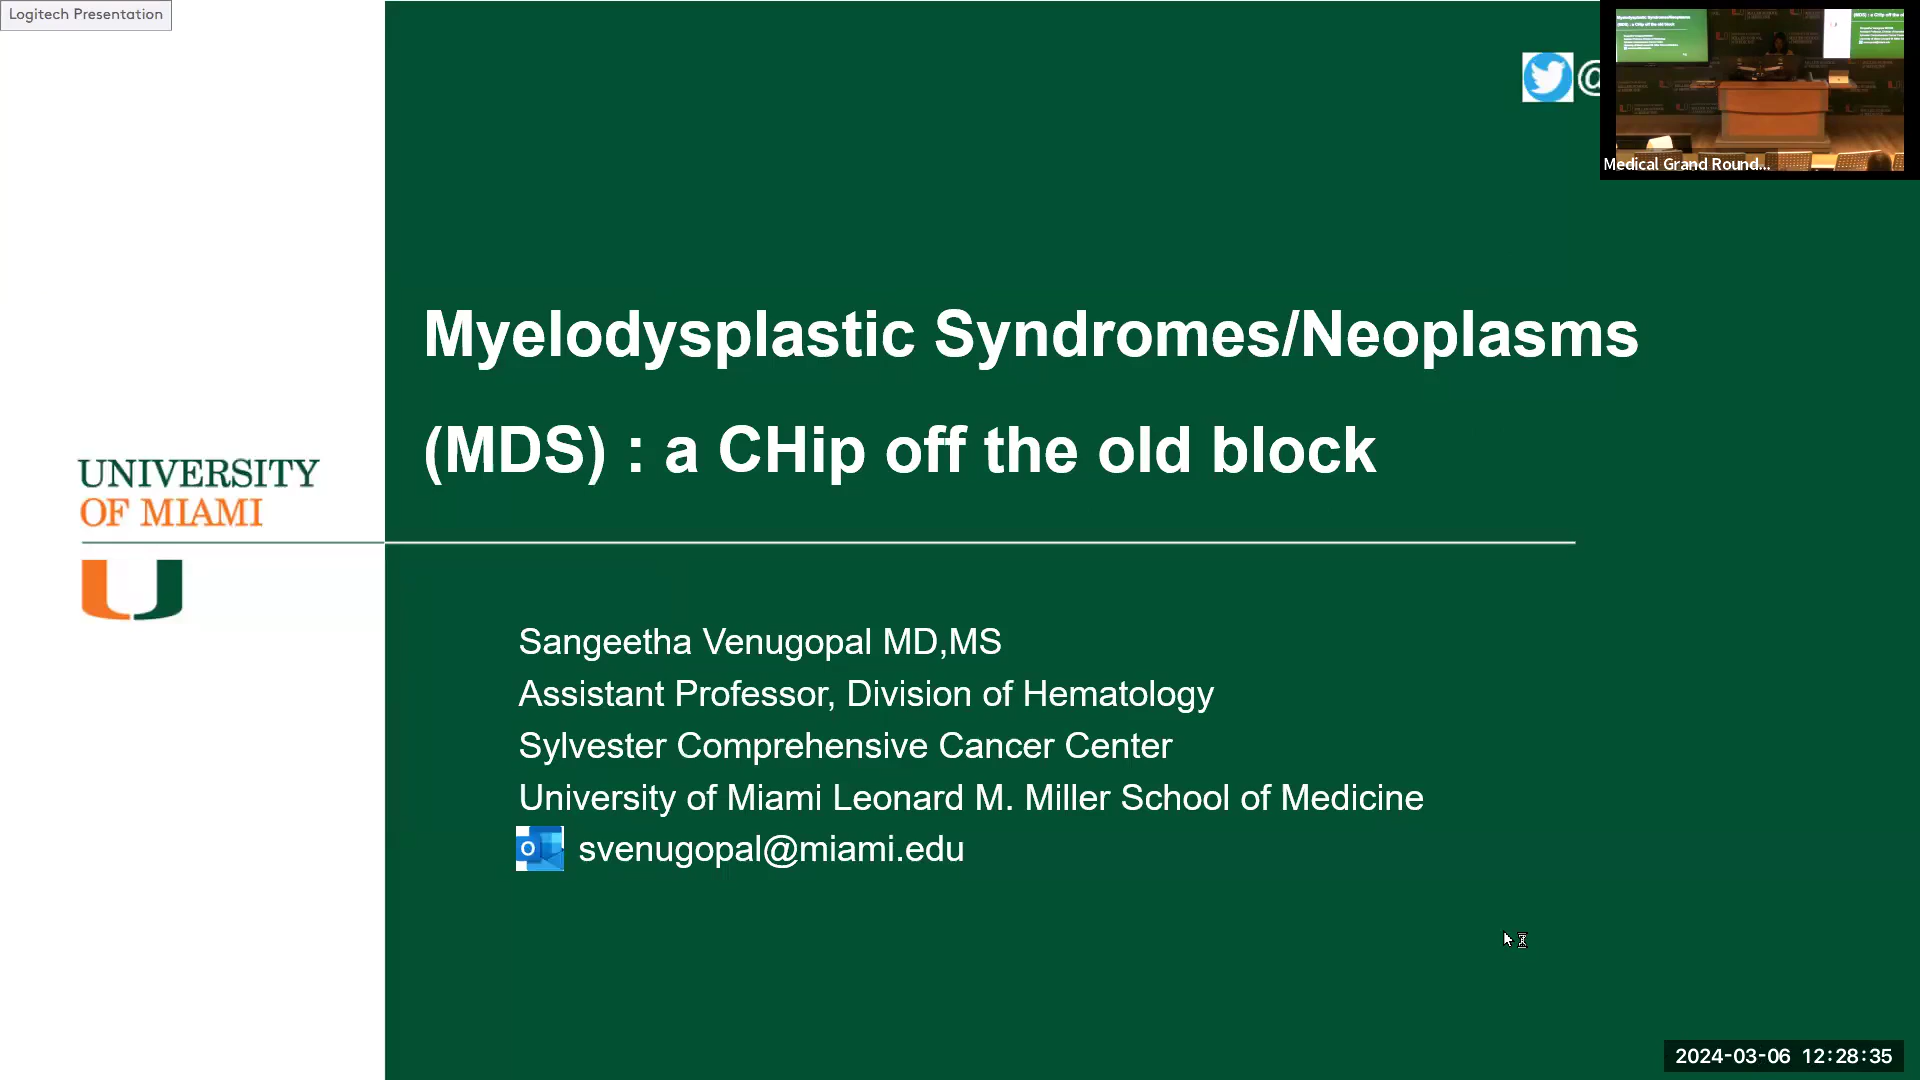 Logitech Presentation
@
Medical Grand Round...
Myelodysplastic Syndromes/Neoplasms
(MDS) : a CHip off the old block
UNIVERSITY
OF MIAMI
Sangeetha Venugopal MD,MS
Assistant Professor, Division of Hematology
Sylvester Comprehensive Cancer Center
University of Miami Leonard M. Miller School of Medicine
svenugopal@miami.edu
2024-03-06 12:28:35